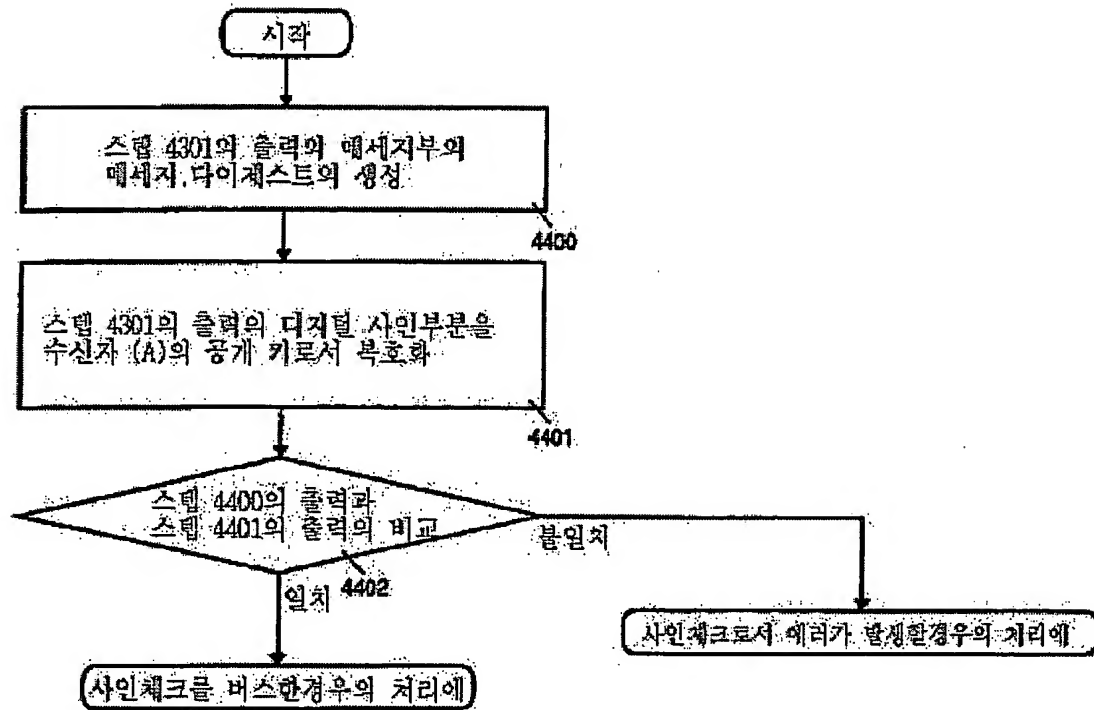 시작
스텝 4301의 출력의 메세지부의
메세지.다이제스트의 생성
4400
스텝 4301의 출력의 디지털 사인부분을
수신자 (A)의 공개 키로서 복호화
4401
스텝 4400의 출력과
스텝 4401의 출력의 비교
불일치
4402
일치
사인체크로서 에러가 발생할경우의 처리에
사인체크를 버스한경우의 처리에